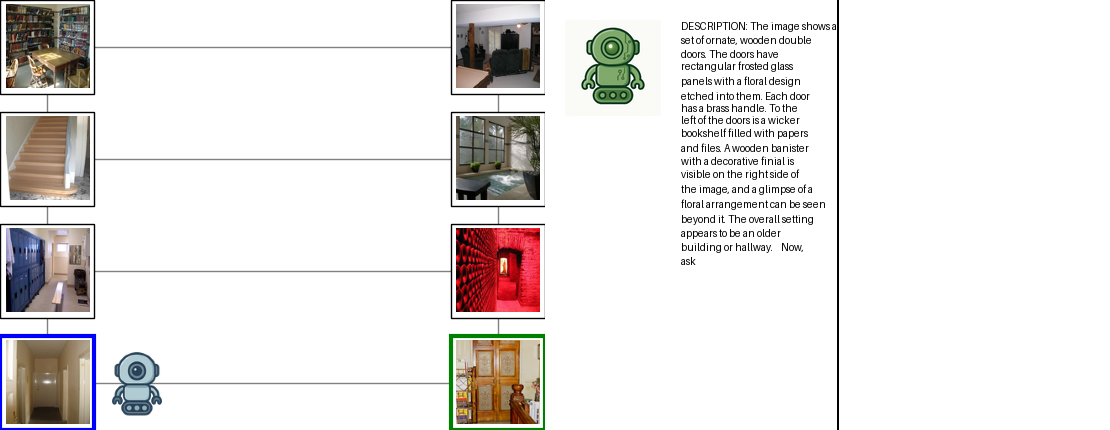 DESCRIPTION: The image shows a
set of ornate, wooden double
doors. The doors have
rectangular frosted glass
panels with a floral design
etched into them. Each door
has a brass handle. To the
left of the doors is a wicker
bookshelf filled with papers
and files. A wooden banister
with a decorative finial is
visible on the right side of
the image, and a glimpse of a
floral arrangement can be seen
beyond it. The overall setting
appears to be an older
building or hallway. Now,
ask